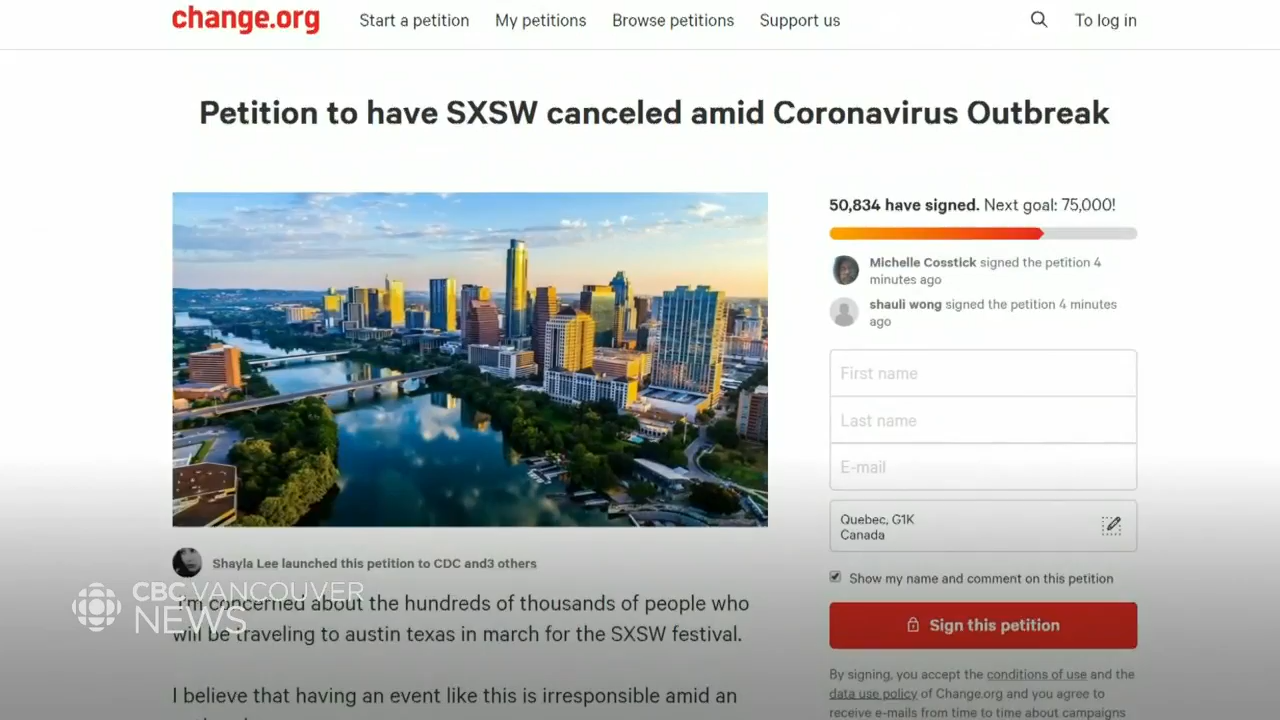 change.org
Start a petition
My petitions
Browse petitions
Support us
To log in
Petition to have SXSW canceled amid Coronavirus Outbreak
50,834 have signed. Next goal: 75,000!
Michelle Cosstick signed the petition 4
minutes ago
shauli wong signed the petition 4 minutes
ago
First name
Last name
E-mail
Quebec, G1K
Canada
Show my name and comment on this petition
Sign this petition
By signing, you accept the conditions of use and the
data use policy of Change.org and you agree to
receive e-mails from time to time about campaigns
Shayla Lee launched this petition to CDC and3 others
I'm concerned about the hundreds of thousands of people who
will be traveling to austin texas in march for the SXSW festival.
I believe that having an event like this is irresponsible amid an
CBC VANCOUVER
NEWS